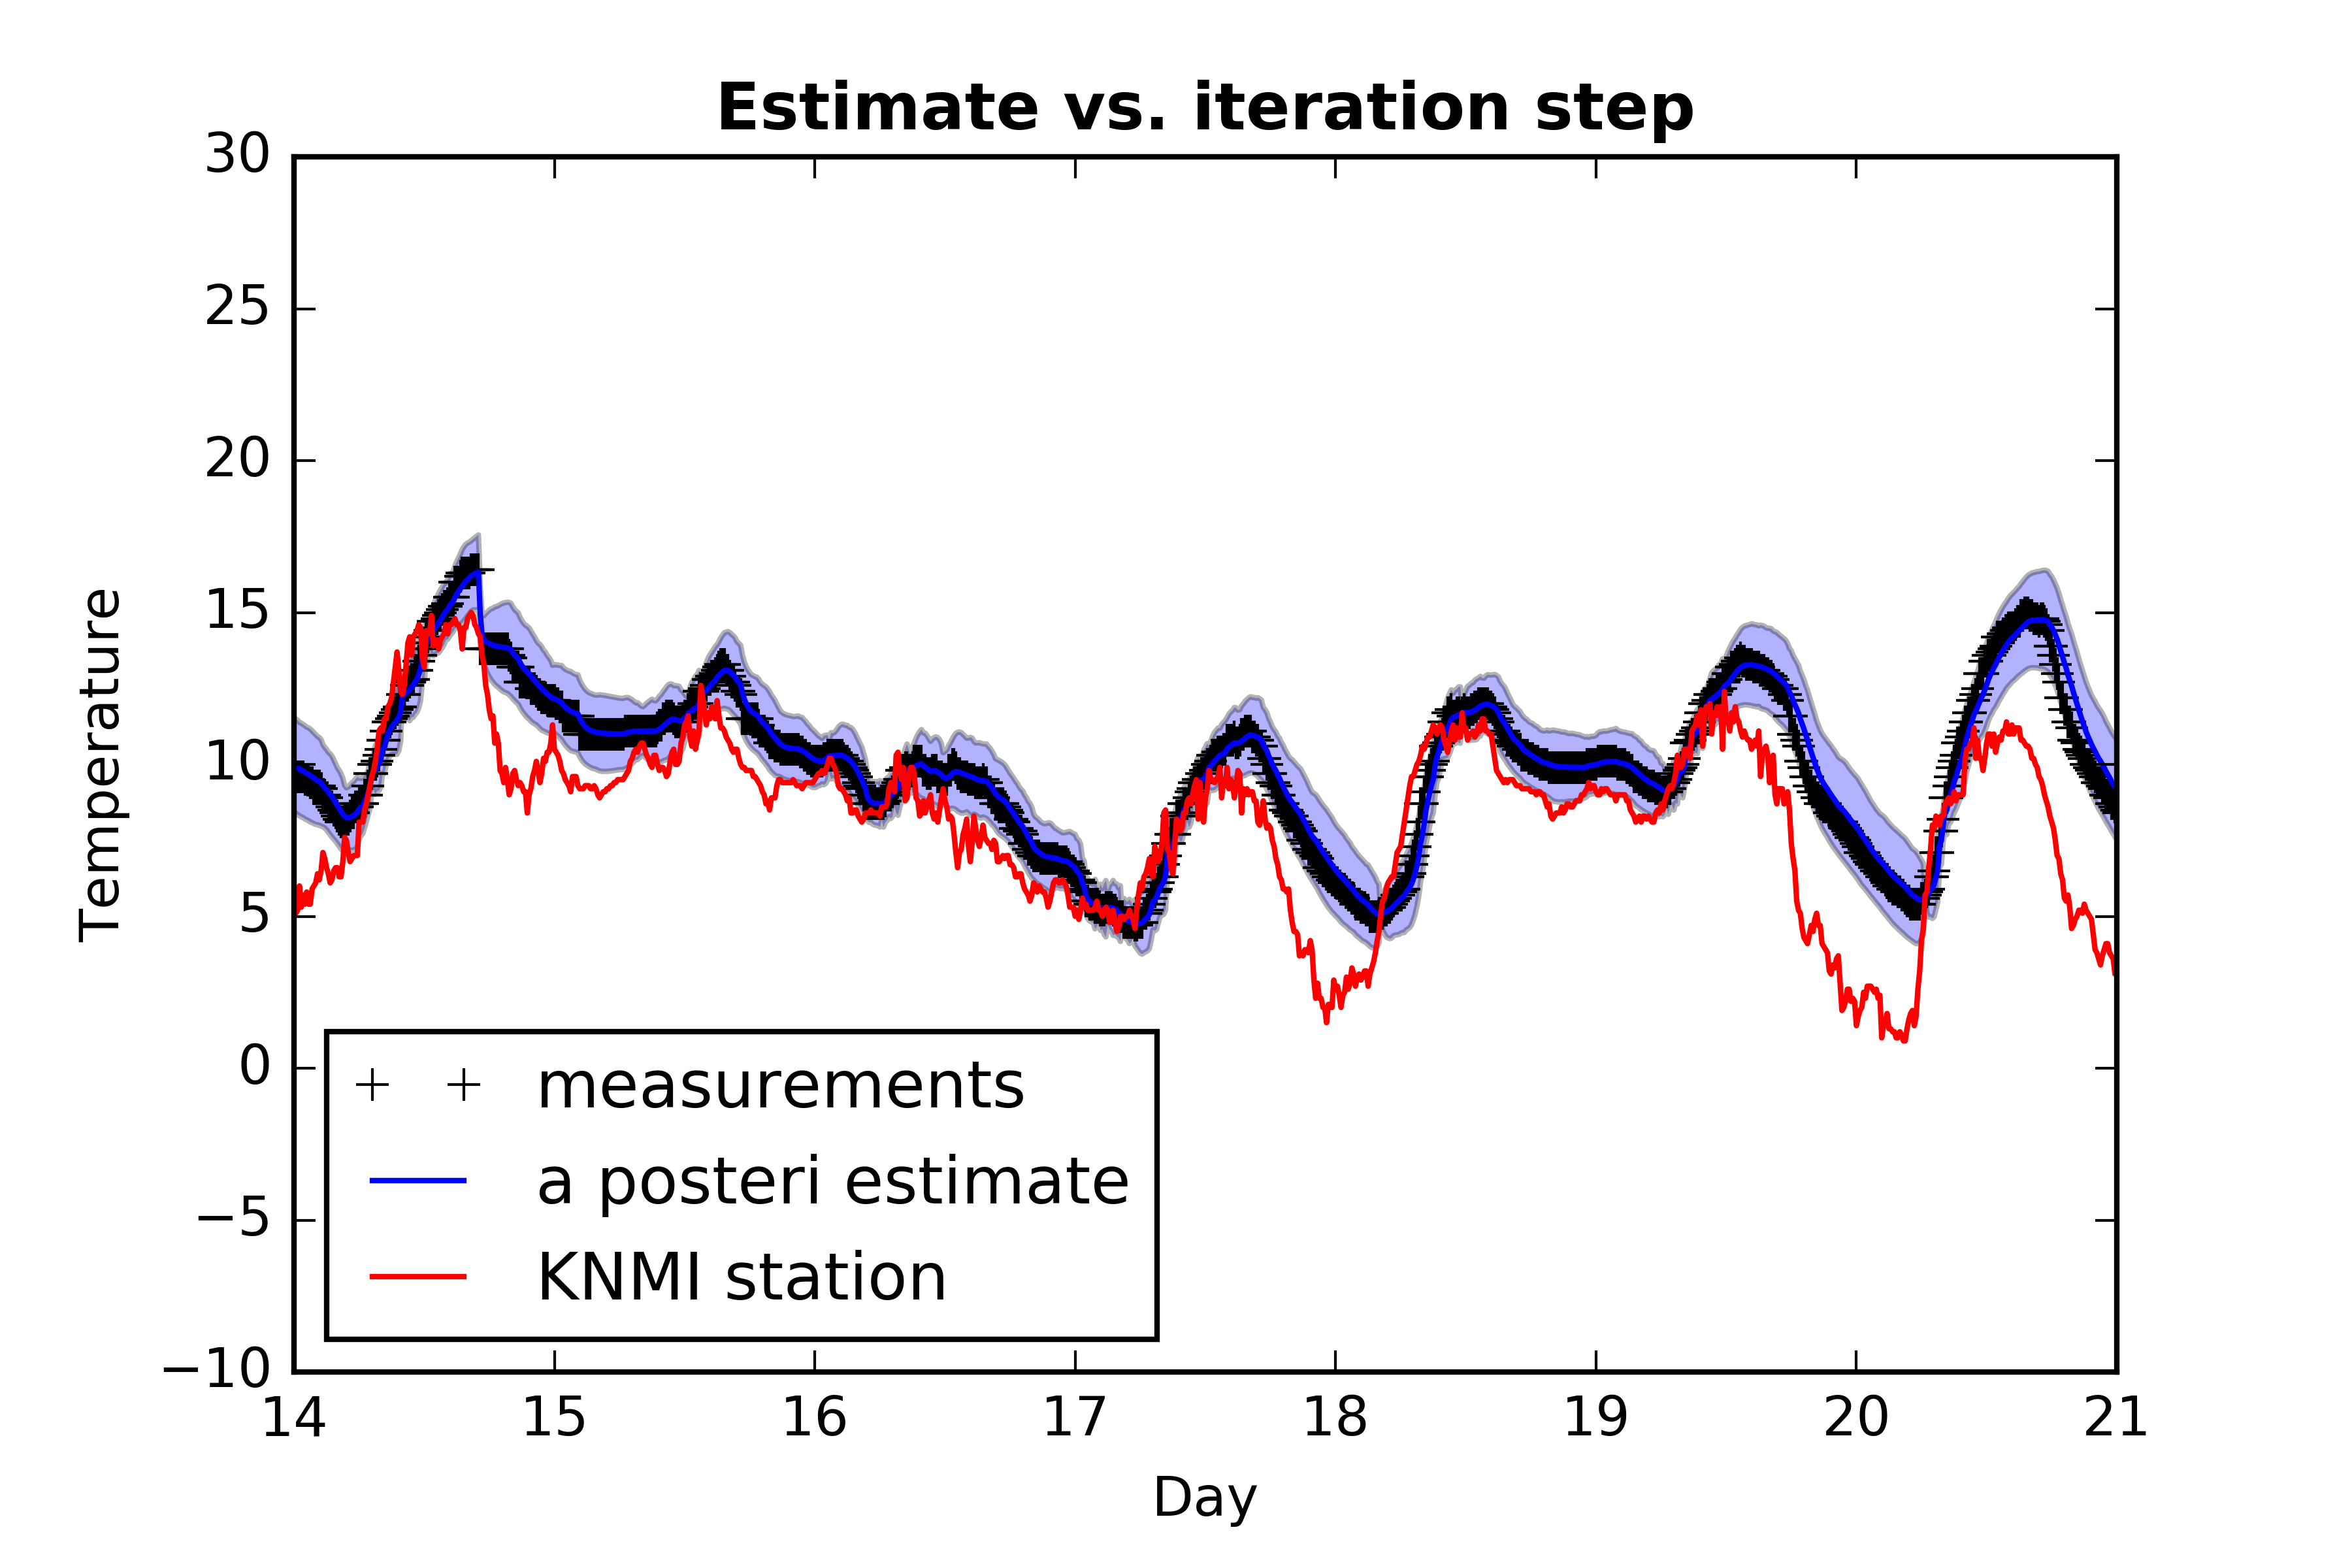 Estimate vs. iteration step
30
25
20
15
10
5
0
−5
−10
Temperature
measurements
a posteri estimate
KNMI station
14 15 16 17 18 19 20 21
Day